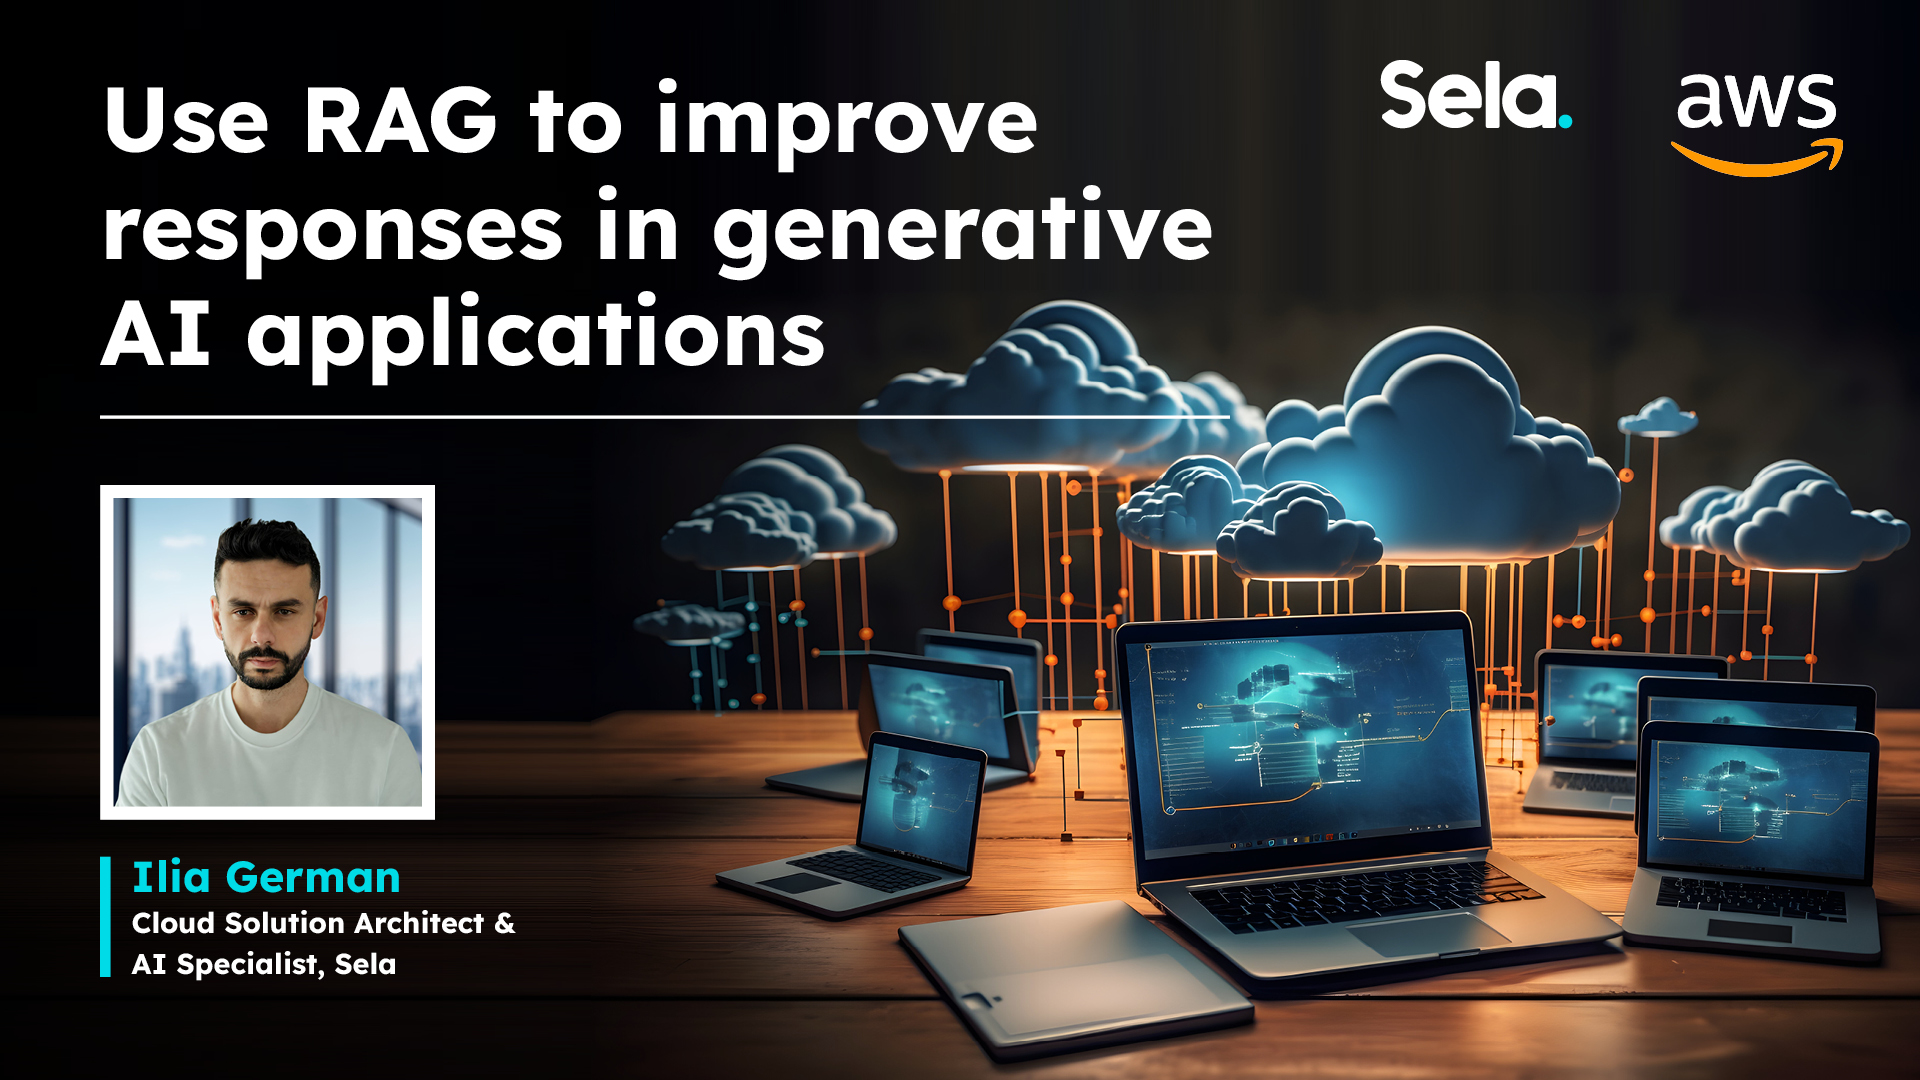 Use RAG to improve
responses in generative
AI applications
Sela.
aws
Ilia German
Cloud Solution Architect &
AI Specialist, Sela